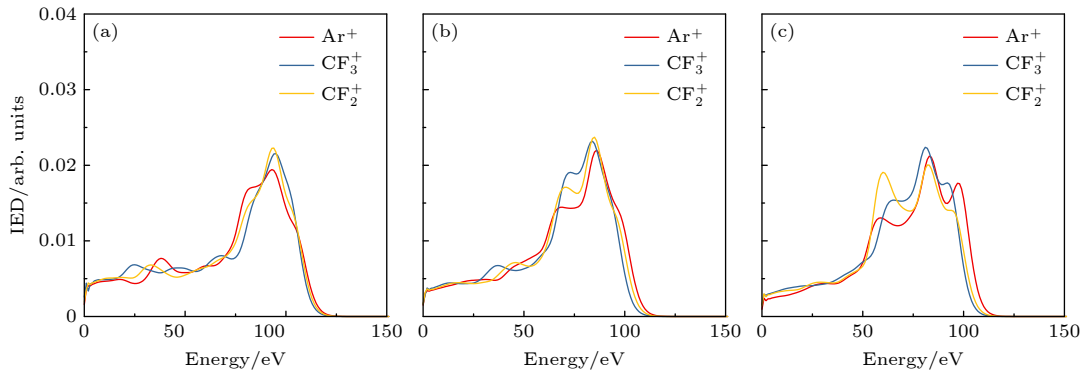 (a)
Ar⁺
CF₃⁺
CF₂⁺
(b)
Ar⁺
CF₃⁺
CF₂⁺
(c)
Ar⁺
CF₃⁺
CF₂⁺
IED/arb. units
0.04
0.03
0.02
0.01
0
0 50 100 150
0 50 100 150
0 50 100 150
Energy/eV
Energy/eV
Energy/eV